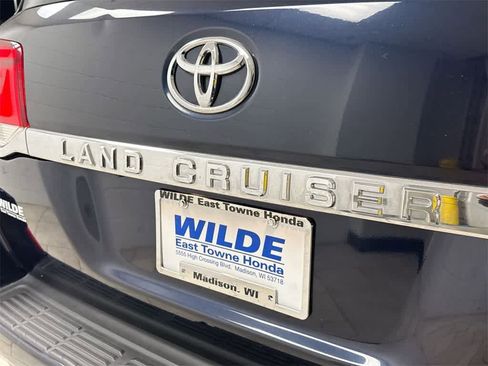 LAND CRUISER
WILDE
WILDE East Towne Honda
WILDE
East Towne Honda
5555 High Crossing Blvd. Madison, WI 53718
Madison, WI